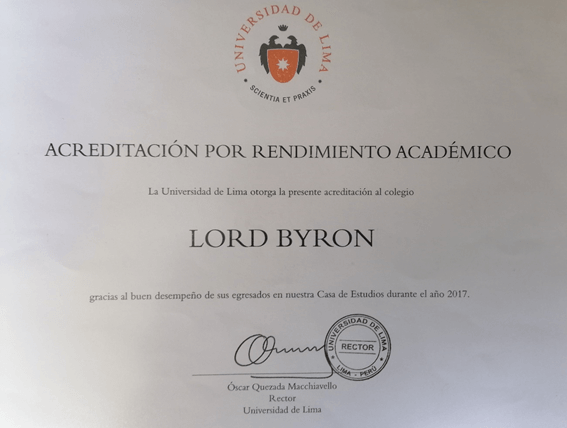 UNIVERSIDAD DE LIMA
SCIENTIA ET PRAXIS
ACREDITACIÓN POR RENDIMIENTO ACADÉMICO
La Universidad de Lima otorga la presente acreditación al colegio
LORD BYRON
gracias al buen desempeño de sus egresados en nuestra Casa de Estudios durante el año 2017.
UNIVERSIDAD DE LIMA
RECTOR
LIMA - PERÚ
Óscar Quezada Macchiavello
Rector
Universidad de Lima